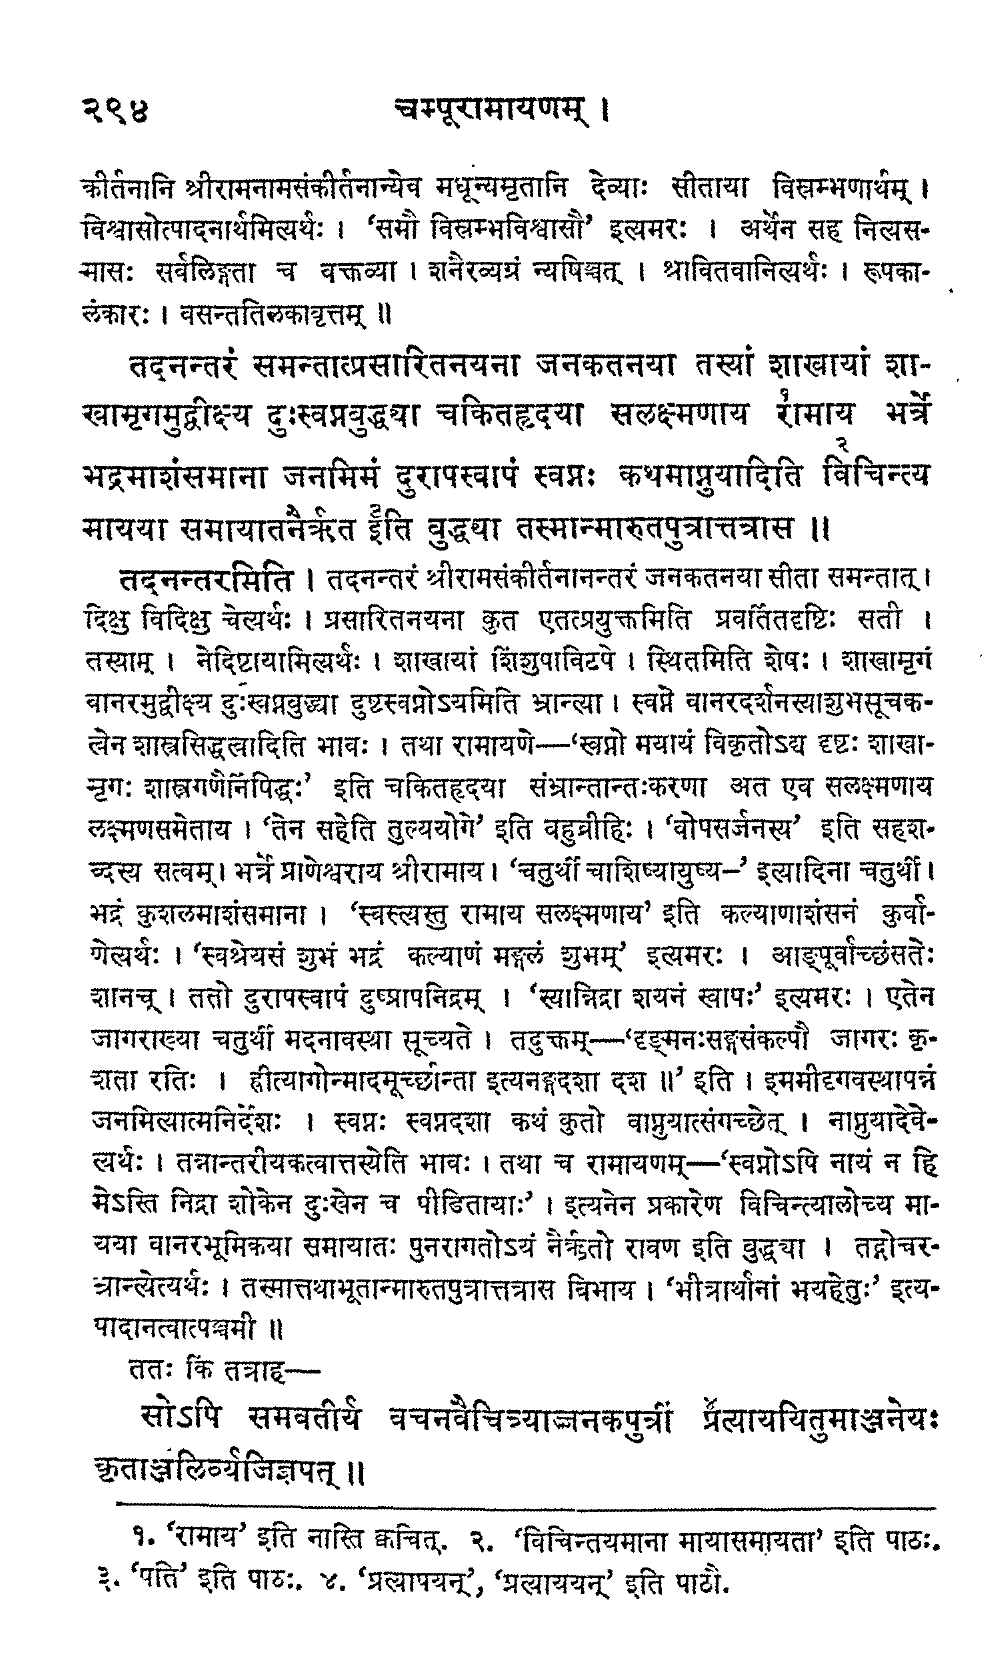 २९४ चम्पूरामायणम् ।
कीर्तनानि श्रीरामनामसंकीर्तनान्येव मधून्यमृतानि देव्याः सीताया विस्रम्भणार्थम् ।
विश्वासोत्पादनार्थमित्यर्थः । ‘समौ विस्रम्भविश्वासौ’ इत्यमरः । अर्थेन सह नित्यस-
मासः सर्वलिङ्गता च वक्तव्या । शनैरव्यग्रं न्यषिञ्चत् । श्रावितवानित्यर्थः । रूपका-
लंकारः । वसन्ततिलकावृत्तम् ॥
तदनन्तरं समन्तात्प्रसारितनयना जनकतनया तस्यां शाखायां शा-
खामृगमुद्वीक्ष्य दुःस्वप्नबुद्ध्या चकितहृदया सलक्ष्मणाय १रामाय भर्त्रे
भद्रमाशंसमाना जनमिमं दुरापस्वापं स्वप्नः कथमाप्नुयादिति २विचिन्त्य
मायया समायातनैर्ऋत ३इति बुद्ध्या तस्मान्मारुतपुत्रात्तत्रास ॥
तदनन्तरमिति । तदनन्तरं श्रीरामसंकीर्तनानन्तरं जनकतनया सीता समन्तात् ।
दिक्षु विदिक्षु चेत्यर्थः । प्रसारितनयना कुत एतत्प्रयुक्तमिति प्रवर्तितदृष्टिः सती ।
तस्याम् । नेदिष्टायामित्यर्थः । शाखायां शिंशुपाविटपे । स्थितमिति शेषः । शाखामृगं
वानरमुद्वीक्ष्य दुःस्वप्नबुद्ध्या दुष्टस्वप्नोऽयमिति भ्रान्त्या । स्वप्ने वानरदर्शनस्याशुभसूचक-
त्वेन शास्त्रसिद्धत्वादिति भावः । तथा रामायणे—‘स्वप्नो मयायं विकृतोऽद्य दृष्टः शाखा-
मृगः शास्त्रगणैर्निषिद्धः’ इति चकितहृदया संभ्रान्तान्तःकरणा अत एव सलक्ष्मणाय
लक्ष्मणसमेताय । ‘तेन सहेति तुल्ययोगे’ इति बहुव्रीहिः । ‘वोपसर्जनस्य’ इति सहश-
ब्दस्य सत्वम्। भर्त्रे प्राणेश्वराय श्रीरामाय । ‘चतुर्थी चाशिष्यायुष्य–’ इत्यादिना चतुर्थी।
भद्रं कुशलमाशंसमाना । ‘स्वस्त्यस्तु रामाय सलक्ष्मणाय’ इति कल्याणाशंसनं कुर्वा-
णेत्यर्थः । ‘स्वश्रेयसं शुभं भद्रं कल्याणं मङ्गलं शुभम्’ इत्यमरः । आङ्पूर्वाच्छंसतेः
शानच् । ततो दुरापस्वापं दुष्प्रापनिद्रम् । ‘स्यान्निद्रा शयनं स्वापः’ इत्यमरः । एतेन
जागराख्या चतुर्थी मदनावस्था सूच्यते । तदुक्तम्—‘दृङ्मनःसङ्गसंकल्पौ जागरः कृ-
शता रतिः । ह्रीत्यागोन्मादमूर्च्छान्ता इत्यनङ्गदशा दश ॥’ इति । इममीदृगवस्थापन्नं
जनमित्यात्मनिर्देशः । स्वप्नः स्वप्नदशा कथं कुतो वाप्नुयात्संगच्छेत् । नाप्नुयादेवे-
त्यर्थः । तन्नान्तरीयकत्वात्तस्येति भावः । तथा च रामायणम्—‘स्वप्नोऽपि नायं न हि
मेऽस्ति निद्रा शोकेन दुःखेन च पीडितायाः’ । इत्यनेन प्रकारेण विचिन्त्यालोच्य मा-
यया वानरभूमिकया समायातः पुनरागतोऽयं नैर्ऋतो रावण इति बुद्ध्या । तद्गोचर-
भ्रान्त्येत्यर्थः । तस्मात्तथाभूतान्मारुतपुत्रात्तत्रास बिभाय । ‘भीत्रार्थानां भयहेतुः’ इत्य-
पादानत्वात्पञ्चमी ॥
ततः किं तत्राह—
सोऽपि समवतीर्य वचनवैचित्र्याज्जनकपुत्रीं ४प्रत्याययितुमाञ्जनेयः
कृताञ्जलिर्व्यजिज्ञपत् ॥
१. ‘रामाय’ इति नास्ति क्वचित्. २. ‘विचिन्तयमाना मायासमायता’ इति पाठः.
३. ‘पति’ इति पाठः. ४. ‘प्रत्यापयन्’, ‘प्रत्याययन्’ इति पाठौ.